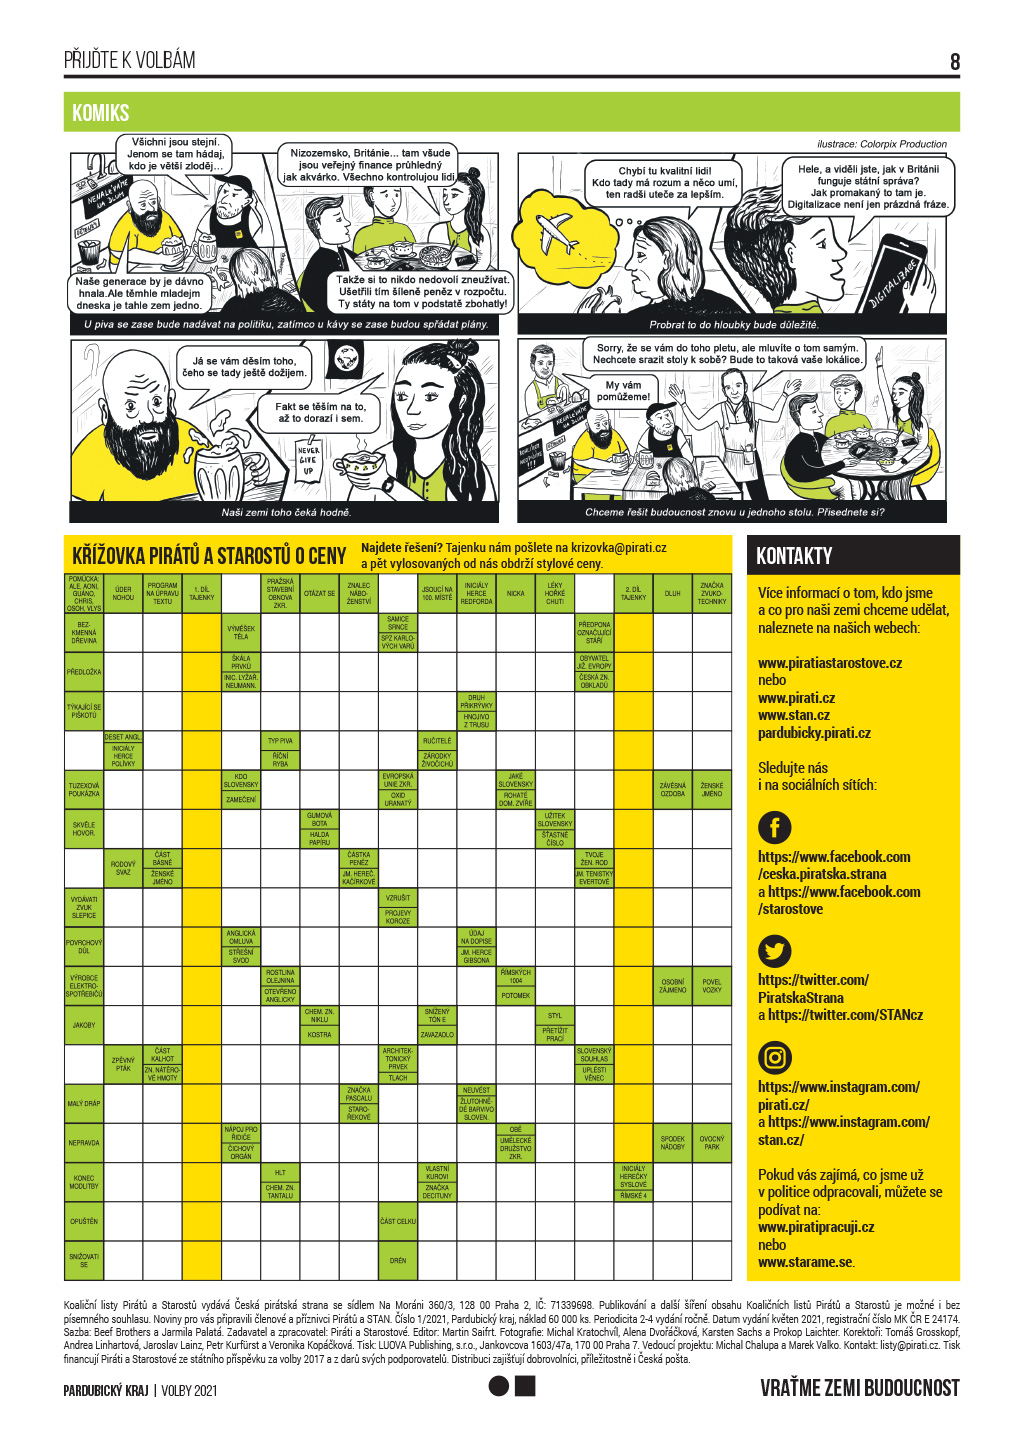 PŘIJĎTE K VOLBÁM
8
KOMIKS
ilustrace: Colorpix Production
Všichni jsou stejní.
Jenom se tam hádaj,
kdo je větší zloděj...
Nizozemsko, Británie... tam všude
jsou veřejný finance průhledný
jak akvárko. Všechno kontrolujou lidi.
NENALEVÁME
NA DLUH
Naše generace by je dávno
hnala.Ale těmhle mladejm
dneska je tahle zem jedno.
Takže si to nikdo nedovolí zneužívat.
Ušetřili tím šíleně peněz v rozpočtu.
Ty státy na tom v podstatě zbohatly!
U piva se zase bude nadávat na politiku, zatímco u kávy se zase budou spřádat plány.
Chybí tu kvalitní lidi!
Kdo tady má rozum a něco umí,
ten radši uteče za lepším.
Hele, a viděli jste, jak v Británii
funguje státní správa?
Jak promakaný to tam je.
Digitalizace není jen prázdná fráze.
DIGITALIZACE
Probrat to do hloubky bude důležité.
Já se vám děsím toho,
čeho se tady ještě dožijem.
Fakt se těším na to,
až to dorazí i sem.
NEVER
GIVE
UP
Naší zemi toho čeká hodně.
Sorry, že se vám do toho pletu, ale mluvíte o tom samým.
Nechcete srazit stoly k sobě? Bude to taková vaše lokálice.
My vám
pomůžeme!
NENALEVÁME
NA DLUH
Chceme řešit budoucnost znovu u jednoho stolu. Přisednete si?
KŘÍŽOVKA PIRÁTŮ A STAROSTŮ O CENY
Najdete řešení? Tajenku nám pošlete na krizovka@pirati.cz
a pět vylosovaných od nás obdrží stylové ceny.
POMŮCKA:
ALE, AONI,
GUANO,
CHRIS,
OSOH, VLYS
ÚDER
NOHOU
PROGRAM
NA ÚPRAVU
TEXTU
1. DÍL
TAJENKY
PRAŽSKÁ
STAVEBNÍ
OBNOVA
ZKR.
OTÁZAT SE
ZNALEC
NÁBO-
ŽENSTVÍ
JSOUCÍ NA
100. MÍSTĚ
INICIÁLY
HERCE
REDFORDA
NICKA
LÉKY
HOŘKÉ
CHUTI
2. DÍL
TAJENKY
DLUH
ZNAČKA
ZVUKO-
TECHNIKY
BEZ-
KMENNÁ
DŘEVINA
VÝMĚŠEK
TĚLA
SAMICE
SRNCE
SPZ KARLO-
VÝCH VARŮ
PŘEDPONA
OZNAČUJÍCÍ
STÁŘÍ
PŘEDLOŽKA
ŠKÁLA
PRVKŮ
INIC. LYŽAŘ.
NEUMANN.
OBYVATEL
JIŽ. EVROPY
ČESKÁ ZN.
OBKLADŮ
TÝKAJÍCÍ SE
PIŠKOTŮ
DRUH
PŘIKRÝVKY
HNOJIVO
Z TRUSU
DESET ANGL.
INICIÁLY
HERCE
POLÍVKY
TYP PIVA
ŘÍČNÍ
RYBA
RUČITELÉ
ZÁRODKY
ŽIVOČICHŮ
TUZEXOVÁ
POUKÁZKA
KDO
SLOVENSKY
ZAMEČENÍ
EVROPSKÁ
UNIE ZKR.
OXID
URANATÝ
JAKÉ
SLOVENSKY
ROHATÉ
DOM. ZVÍŘE
ZÁVĚSNÁ
OZDOBA
ŽENSKÉ
JMÉNO
SKVĚLE
HOVOR.
GUMOVÁ
BOTA
HALDA
PAPÍRU
UŽITEK
SLOVENSKY
ŠŤASTNÉ
ČÍSLO
RODOVÝ
SVAZ
ČÁST
BÁSNĚ
ŽENSKÉ
JMÉNO
ČÁSTKA
PENĚZ
JM. HEREČ.
KAČÍRKOVÉ
TVOJE
ŽEN. ROD
JM. TENISTKY
EVERTOVÉ
VYDÁVATI
ZVUK
SLEPICE
VZRUŠIT
PROJEVY
KOROZE
POVRCHOVÝ
DŮL
ANGLICKÁ
OMLUVA
STŘEŠNÍ
SVOD
ÚDAJ
NA DOPISE
JM. HERCE
GIBSONA
VÝROBCE
ELEKTRO-
SPOTŘEBIČŮ
ROSTLINA
OLEJNINA
OTEVŘENO
ANGLICKY
ŘÍMSKÝCH
1004
POTOMEK
OSOBNÍ
ZÁJMENO
POVEL
VOZKY
JAKOBY
CHEM. ZN.
NIKLU
KOSTRA
SNÍŽENÝ
TÓN E
ZAVAZADLO
STYL
PŘETÍŽIT
PRACÍ
ZPĚVNÝ
PTÁK
ČÁST
KALHOT
ZN. NÁTĚRO-
VÉ HMOTY
ARCHITEK-
TONICKÝ
PRVEK
TLACH
SLOVENSKÝ
SOUHLAS
UPLÉSTI
VĚNEC
MALÝ DRÁP
ZNAČKA
PASCALU
STARO-
ŘEKOVÉ
NEUVÉST
ŽLUTOHNĚ-
DÉ BARVIVO
SLOVEN.
NEPRAVDA
NÁPOJ PRO
ŘIDIČE
ČICHOVÝ
ORGÁN
OBĚ
UMĚLECKÉ
DRUŽSTVO
ZKR.
SPODEK
NÁDOBY
OVOCNÝ
PARK
KONEC
MODLITBY
HLT
CHEM. ZN.
TANTALU
VLASTNÍ
KUROVI
ZNAČKA
DECITUNY
INICIÁLY
HEREČKY
SYSLOVÉ
ŘÍMSKÉ 4
OPUŠTĚN
ČÁST CELKU
SNIŽOVATI
SE
DRÉN
KONTAKTY
Více informací o tom, kdo jsme
a co pro naši zemi chceme udělat,
naleznete na našich webech:
www.piratiastarostove.cz
nebo
www.pirati.cz
www.stan.cz
pardubicky.pirati.cz
Sledujte nás
i na sociálních sítích:
https://www.facebook.com
/ceska.piratska.strana
a https://www.facebook.com
/starostove
https://twitter.com/
PiratskaStrana
a https://twitter.com/STANcz
https://www.instagram.com/
pirati.cz/
a https://www.instagram.com/
stan.cz/
Pokud vás zajímá, co jsme už
v politice odpracovali, můžete se
podívat na:
www.piratipracuji.cz
nebo
www.starame.se.
Koaliční listy Pirátů a Starostů vydává Česká pirátská strana se sídlem Na Moráni 360/3, 128 00 Praha 2, IČ: 71339698. Publikování a další šíření obsahu Koaličních listů Pirátů a Starostů je možné i bez
písemného souhlasu. Noviny pro vás připravili členové a příznivci Pirátů a STAN. Číslo 1/2021, Pardubický kraj, náklad 60 000 ks. Periodicita 2-4 vydání ročně. Datum vydání květen 2021, registrační číslo MK ČR E 24174.
Sazba: Beef Brothers a Jarmila Palatá. Zadavatel a zpracovatel: Piráti a Starostové. Editor: Martin Saifrt. Fotografie: Michal Kratochvíl, Alena Dvořáčková, Karsten Sachs a Prokop Laichter. Korektoři: Tomáš Grosskopf,
Andrea Linhartová, Jaroslav Lainz, Petr Kurfürst a Veronika Kopáčková. Tisk: LUOVA Publishing, s.r.o., Jankovcova 1603/47a, 170 00 Praha 7. Vedoucí projektu: Michal Chalupa a Marek Valko. Kontakt: listy@pirati.cz. Tisk
financují Piráti a Starostové ze státního příspěvku za volby 2017 a z darů svých podporovatelů. Distribuci zajišťují dobrovolníci, příležitostně i Česká pošta.
PARDUBICKÝ KRAJ | VOLBY 2021
VRAŤME ZEMI BUDOUCNOST